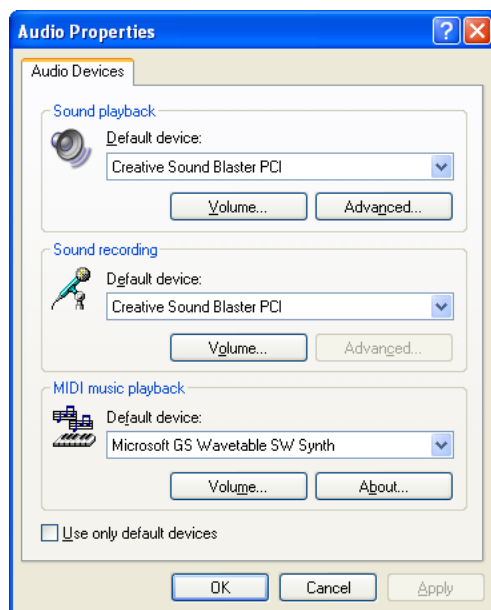 Audio Properties
Audio Devices
Sound playback
Default device:
Creative Sound Blaster PCI
Volume... Advanced...
Sound recording
Default device:
Creative Sound Blaster PCI
Volume... Advanced...
MIDI music playback
Default device:
Microsoft GS Wavetable SW Synth
Volume... About...
Use only default devices
OK Cancel Apply